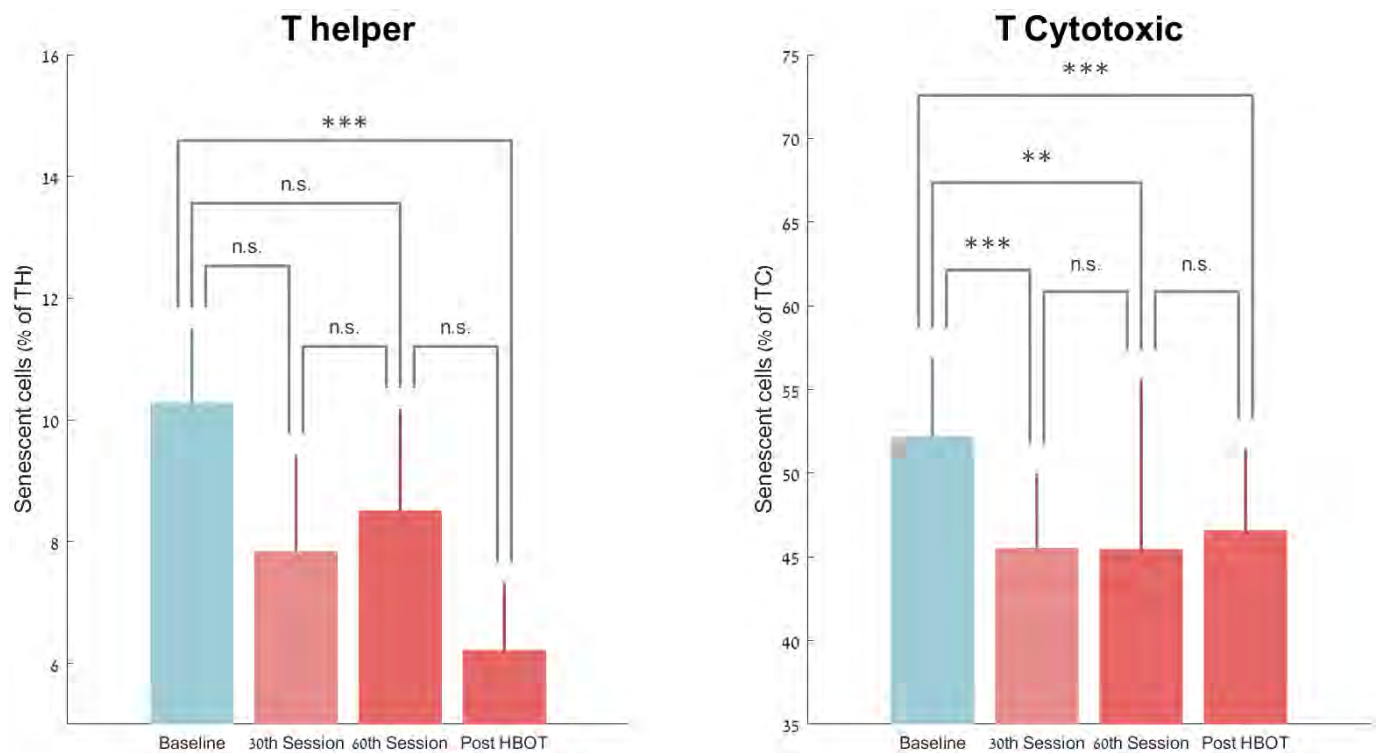 T helper
16
14
12
10
8
6
Senescent cells (% of TH)
***
n.s.
n.s.
n.s.
n.s.
Baseline
30th Session
60th Session
Post HBOT
T Cytotoxic
75
70
65
60
55
50
45
40
35
Senescent cells (% of TC)
***
**
***
n.s.
n.s.
Baseline
30th Session
60th Session
Post HBOT